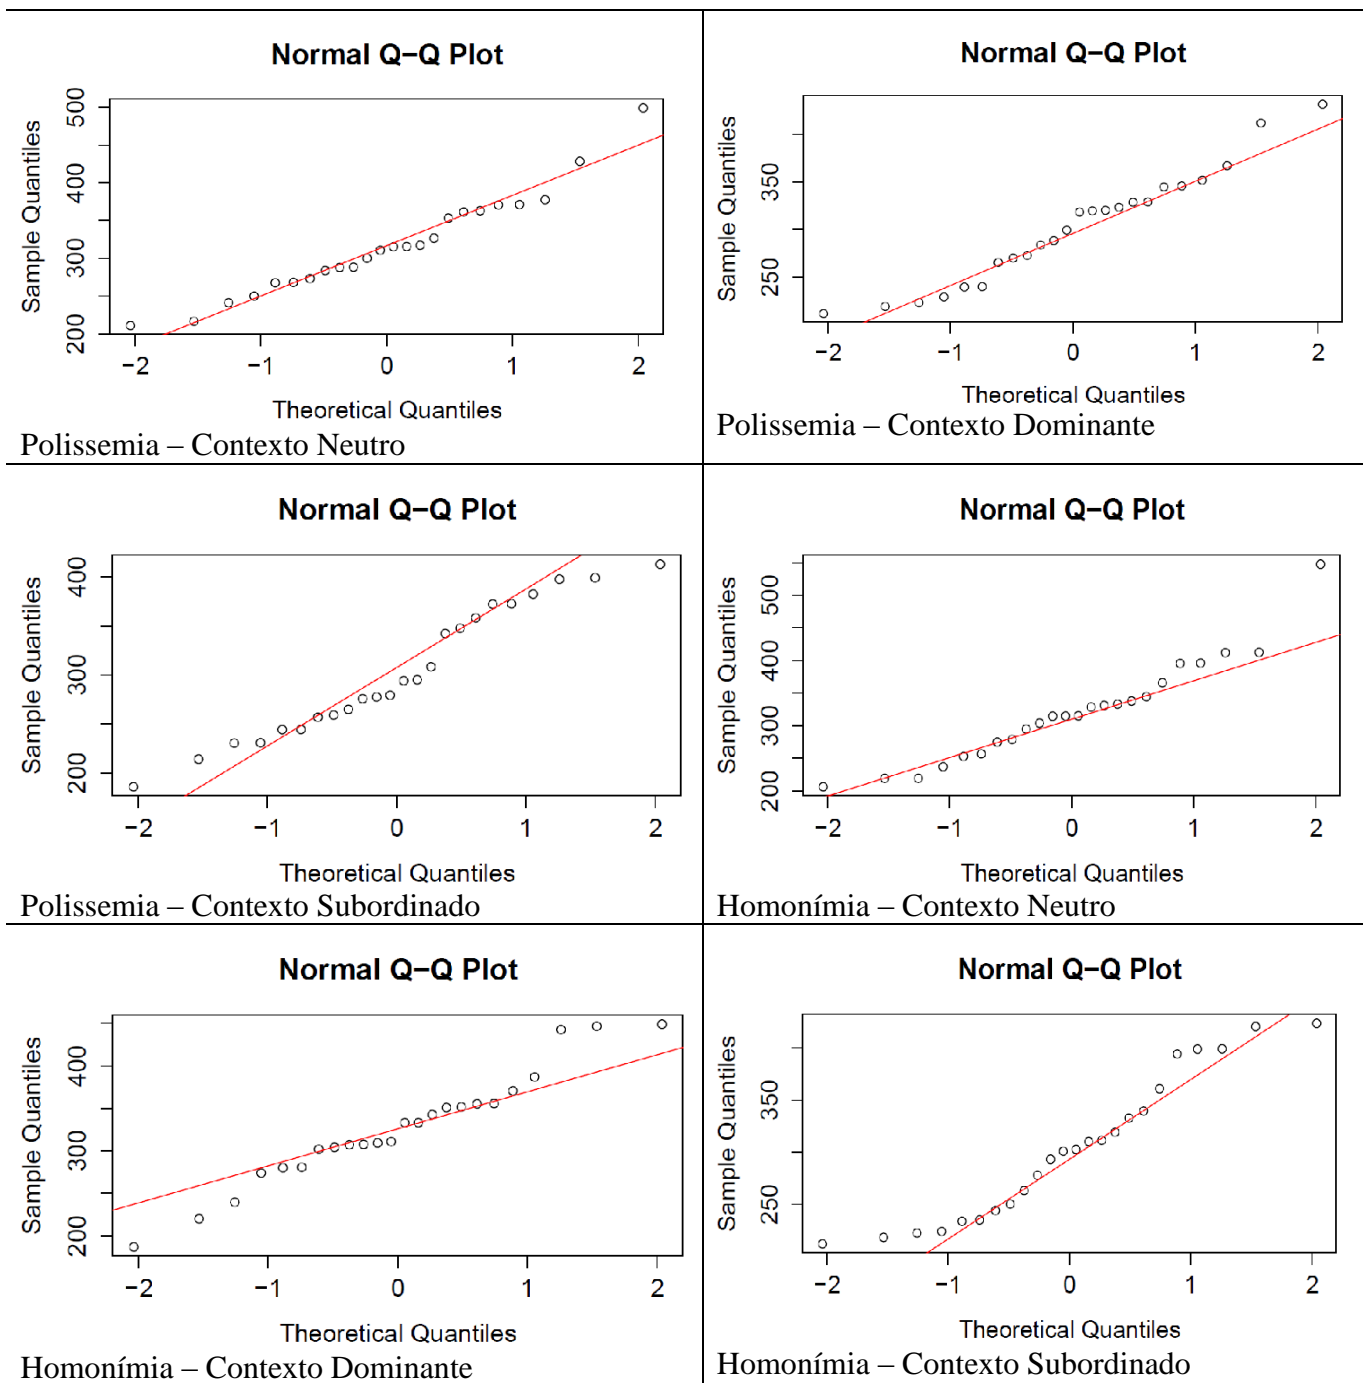 Normal Q−Q Plot
Sample Quantiles
200 300 400 500
−2 −1 0 1 2
Theoretical Quantiles
Polissemia – Contexto Neutro
Normal Q−Q Plot
Sample Quantiles
250 350
−2 −1 0 1 2
Theoretical Quantiles
Polissemia – Contexto Dominante
Normal Q−Q Plot
Sample Quantiles
200 300 400
−2 −1 0 1 2
Theoretical Quantiles
Polissemia – Contexto Subordinado
Normal Q−Q Plot
Sample Quantiles
200 300 400 500
−2 −1 0 1 2
Theoretical Quantiles
Homonímia – Contexto Neutro
Normal Q−Q Plot
Sample Quantiles
200 300 400
−2 −1 0 1 2
Theoretical Quantiles
Homonímia – Contexto Dominante
Normal Q−Q Plot
Sample Quantiles
250 350
−2 −1 0 1 2
Theoretical Quantiles
Homonímia – Contexto Subordinado